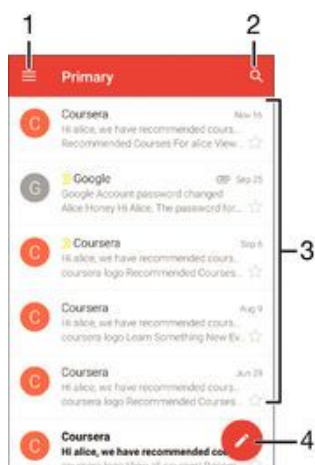 1
2
Primary
C
Coursera
Nov 16
Hi alice, we have recommended cours...
Recommended Courses For alice View...
G
Google
Sep 25
Google Account password changed
Alice Honey Hi Alice, The password for...
C
Coursera
Sep 6
Hi alice, we have recommended cours...
coursera logo Recommended Courses...
3
C
Coursera
Aug 9
Hi alice, we have recommended cours...
coursera logo Learn Something New Ev...
C
Coursera
Jun 29
Hi alice, we have recommended cours...
coursera logo Recommended Courses...
C
Coursera
Hi alice, we have recommended
4